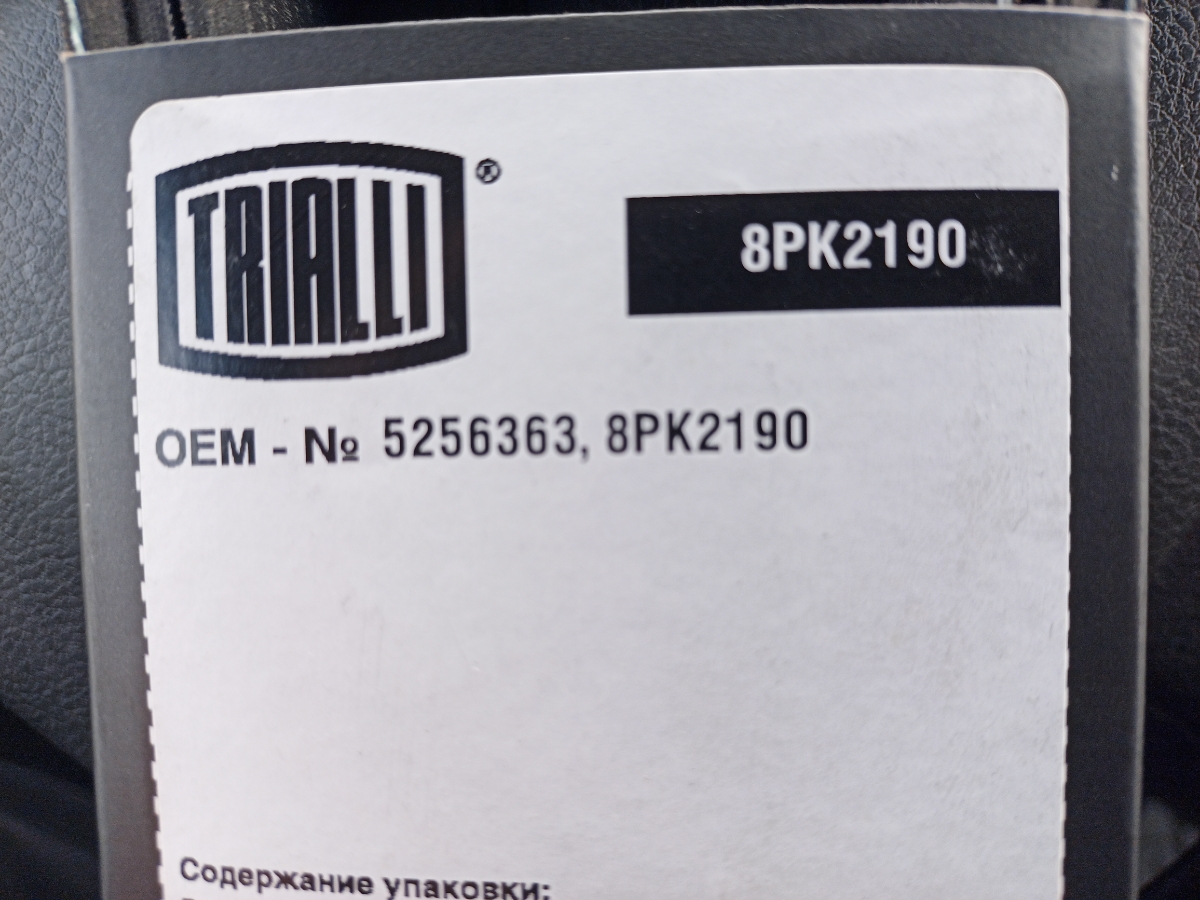 TRIALLI ®
8PK2190
OEM - № 5256363, 8PK2190
Содержание упаковки: